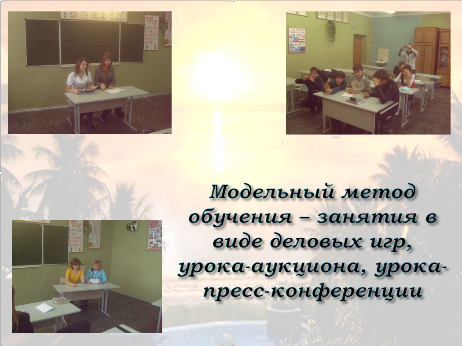 Модельный метод
обучения – занятия в
виде деловых игр,
урока-аукциона, урока-
пресс-конференции